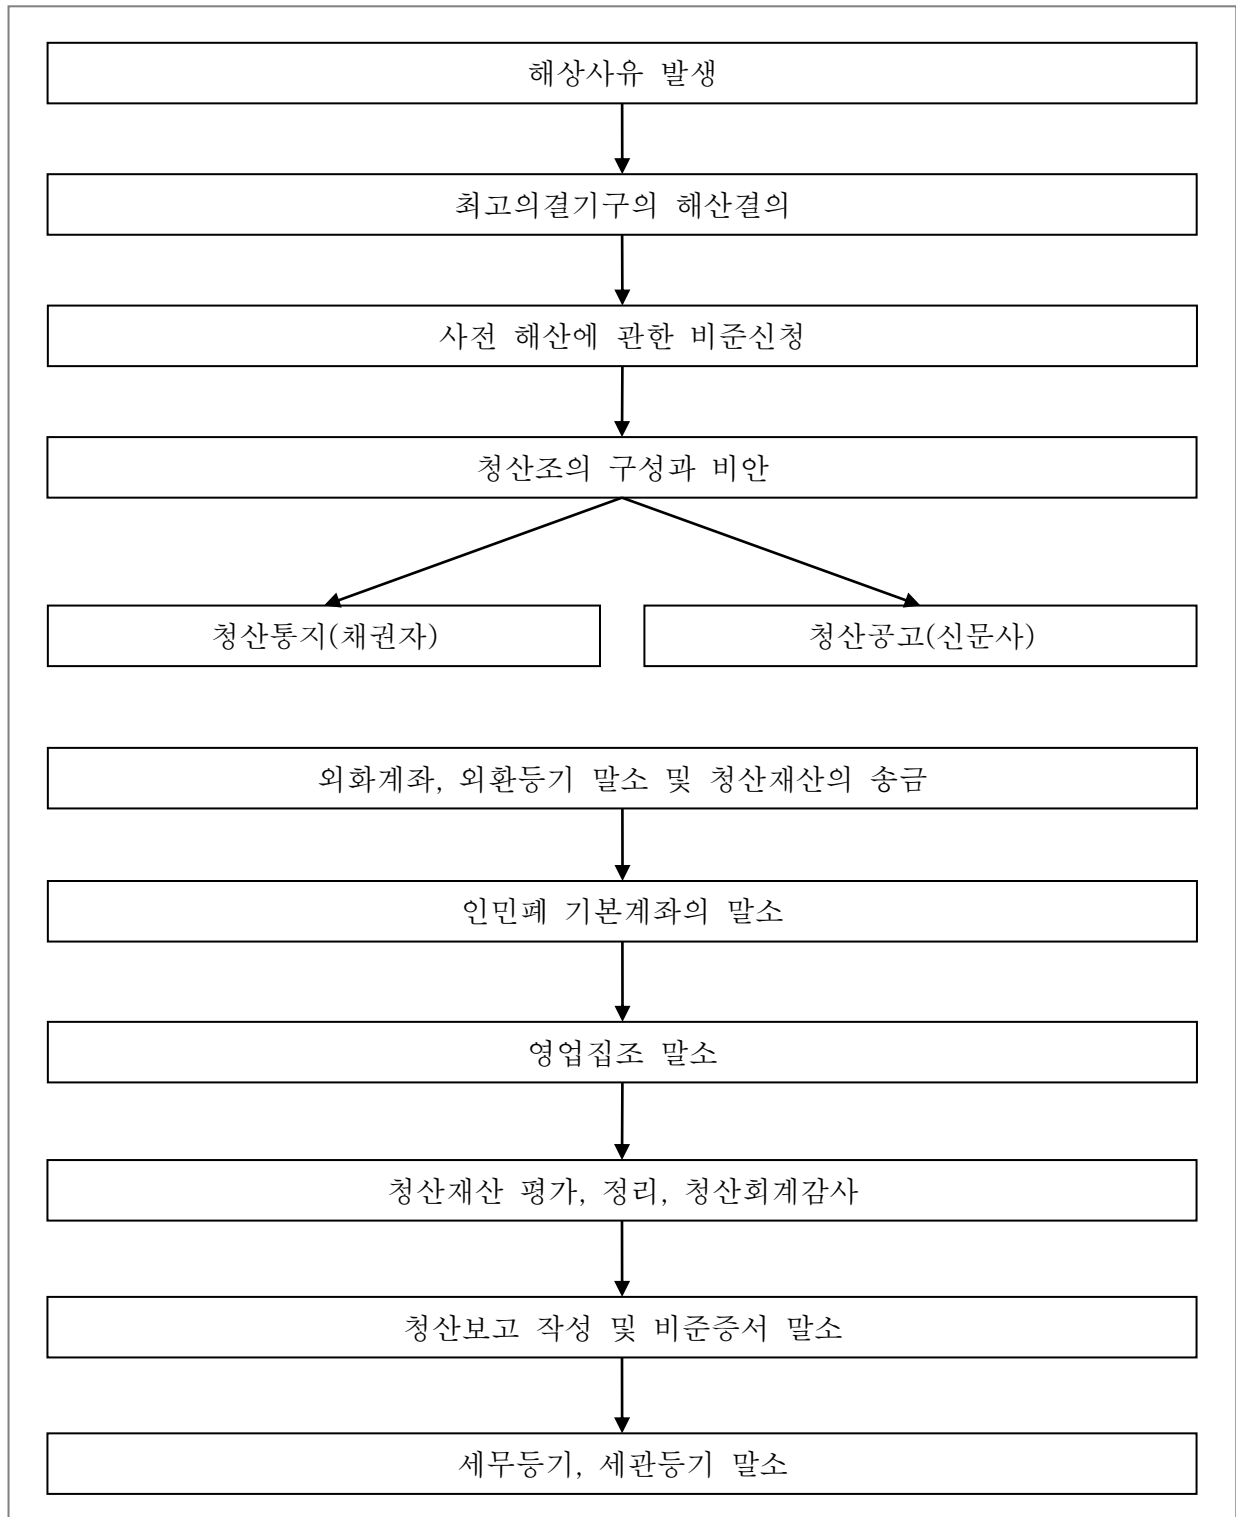 해상사유 발생
최고의결기구의 해산결의
사전 해산에 관한 비준신청
청산조의 구성과 비안
청산통지(채권자)
청산공고(신문사)
외화계좌, 외환등기 말소 및 청산재산의 송금
인민폐 기본계좌의 말소
영업집조 말소
청산재산 평가, 정리, 청산회계감사
청산보고 작성 및 비준증서 말소
세무등기, 세관등기 말소